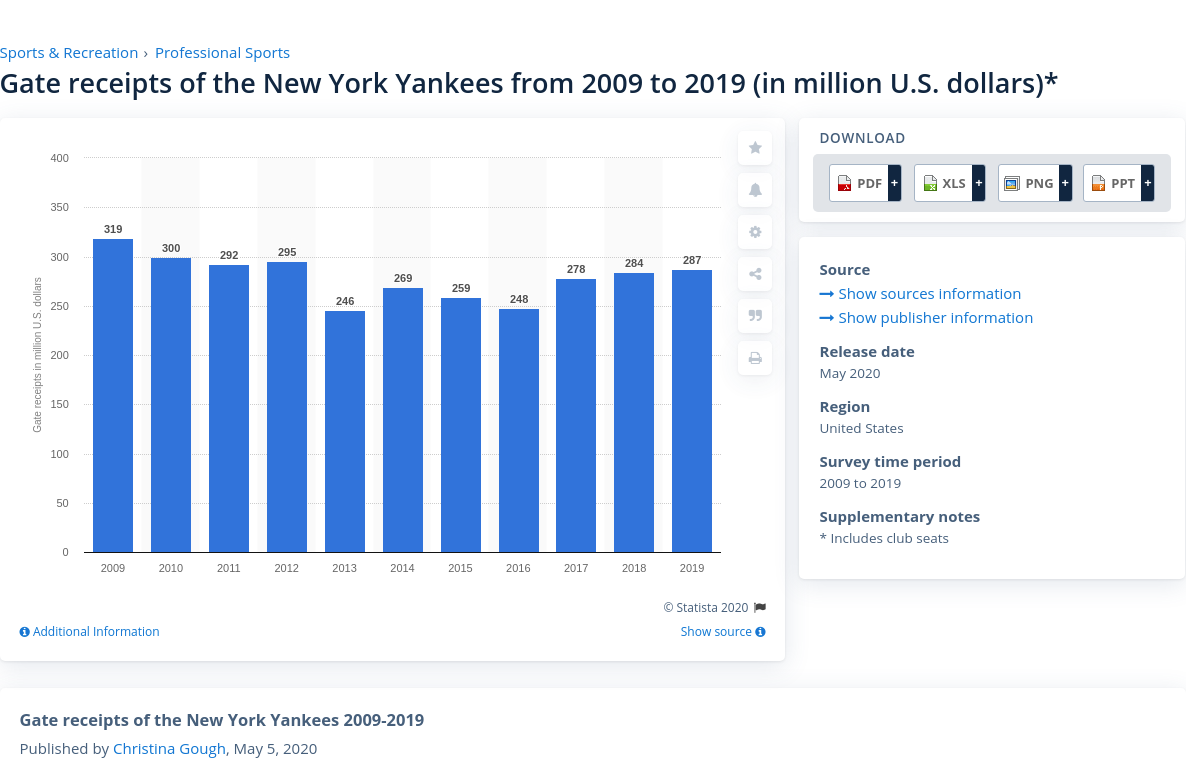 Sports & Recreation › Professional Sports
Gate receipts of the New York Yankees from 2009 to 2019 (in million U.S. dollars)*
400
350
300
250
200
150
100
50
0
Gate receipts in million U.S. dollars
319
300
292
295
246
269
259
248
278
284
287
2009 2010 2011 2012 2013 2014 2015 2016 2017 2018 2019
© Statista 2020
Additional Information
Show source
DOWNLOAD
PDF + XLS + PNG + PPT +
Source
Show sources information
Show publisher information
Release date
May 2020
Region
United States
Survey time period
2009 to 2019
Supplementary notes
* Includes club seats
Gate receipts of the New York Yankees 2009-2019
Published by Christina Gough, May 5, 2020